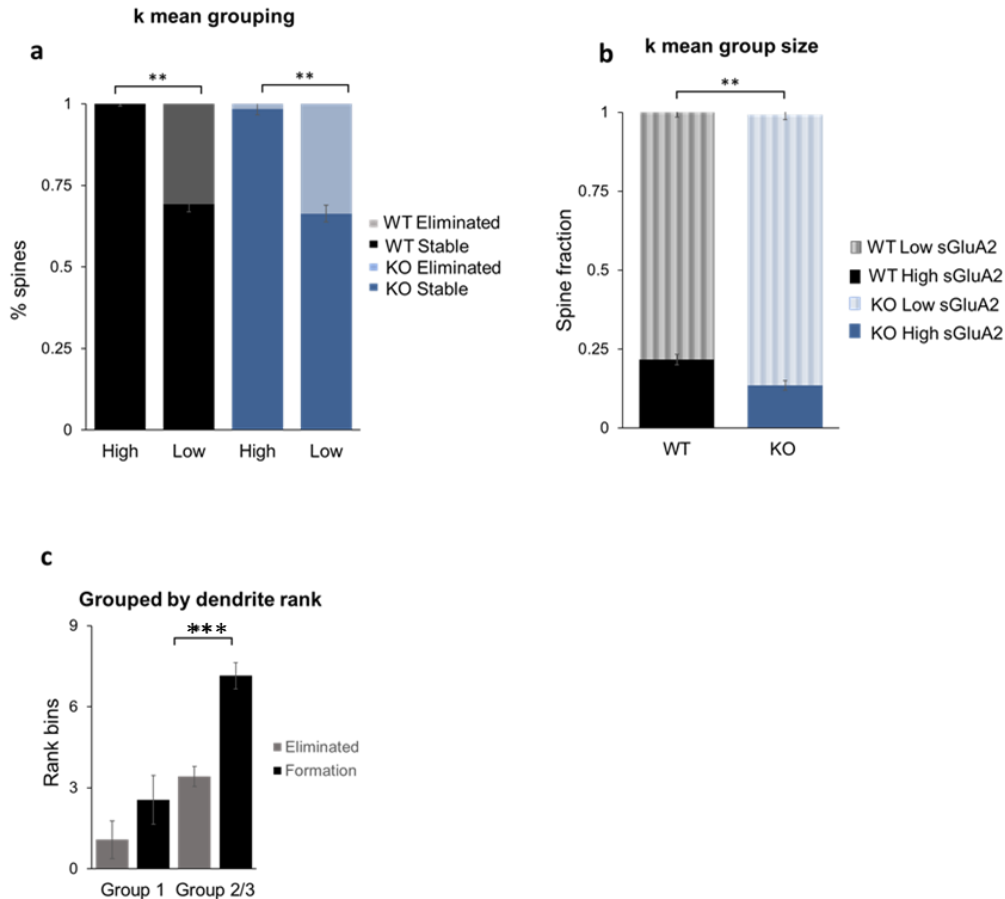 k mean grouping
a
**
**
1
0.75
0.5
0.25
0
% spines
High
Low
High
Low
WT Eliminated
WT Stable
KO Eliminated
KO Stable
b
k mean group size
**
1
0.75
0.5
0.25
0
Spine fraction
WT
KO
WT Low sGluA2
WT High sGluA2
KO Low sGluA2
KO High sGluA2
c
Grouped by dendrite rank
***
9
6
3
0
Rank bins
Group 1
Group 2/3
Eliminated
Formation